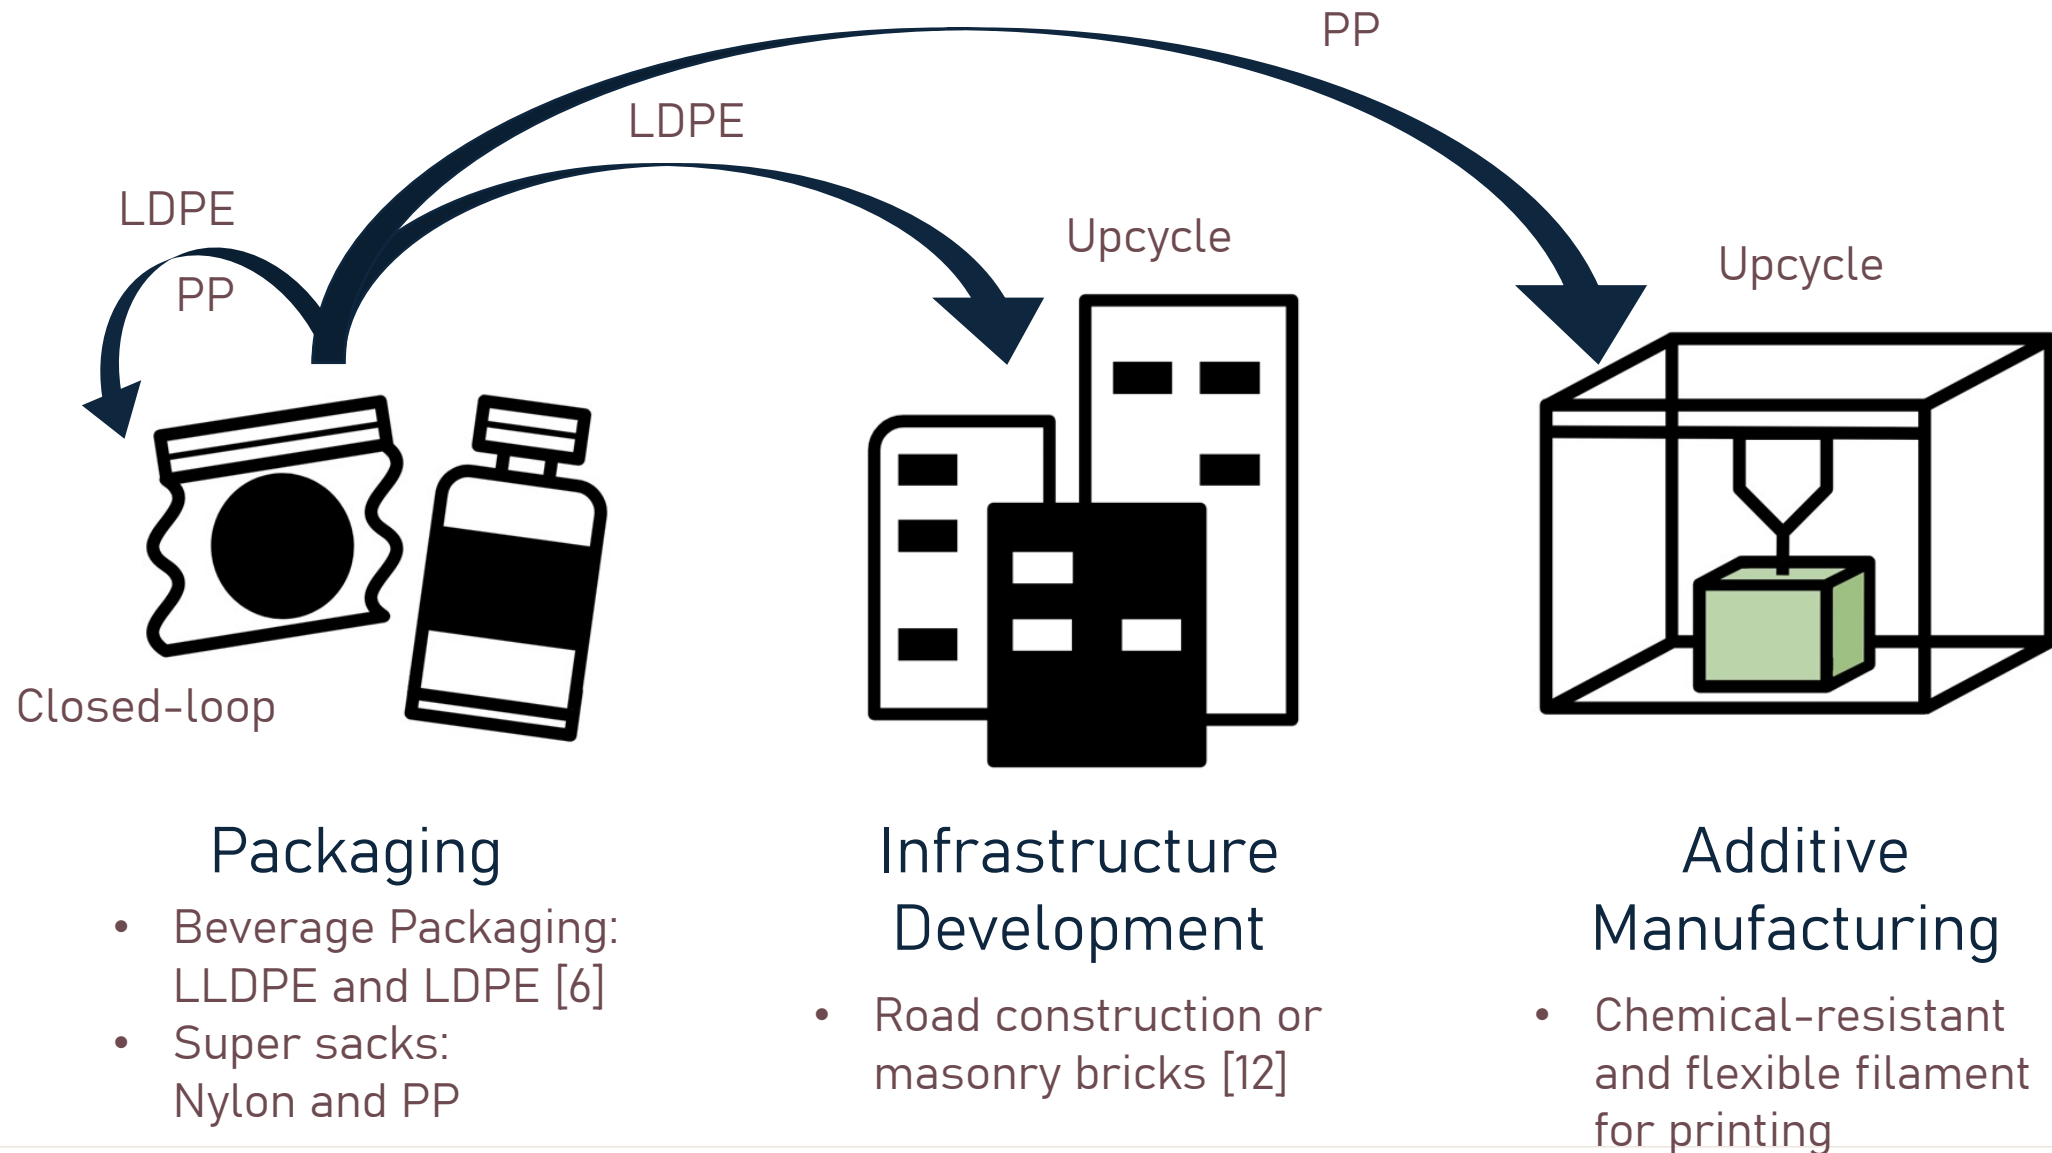 PP
LDPE
LDPE
PP
Upcycle
Upcycle
Closed-loop
Packaging
• Beverage Packaging:
LLDPE and LDPE [6]
• Super sacks:
Nylon and PP
Infrastructure
Development
• Road construction or
masonry bricks [12]
Additive
Manufacturing
• Chemical-resistant
and flexible filament
for printing